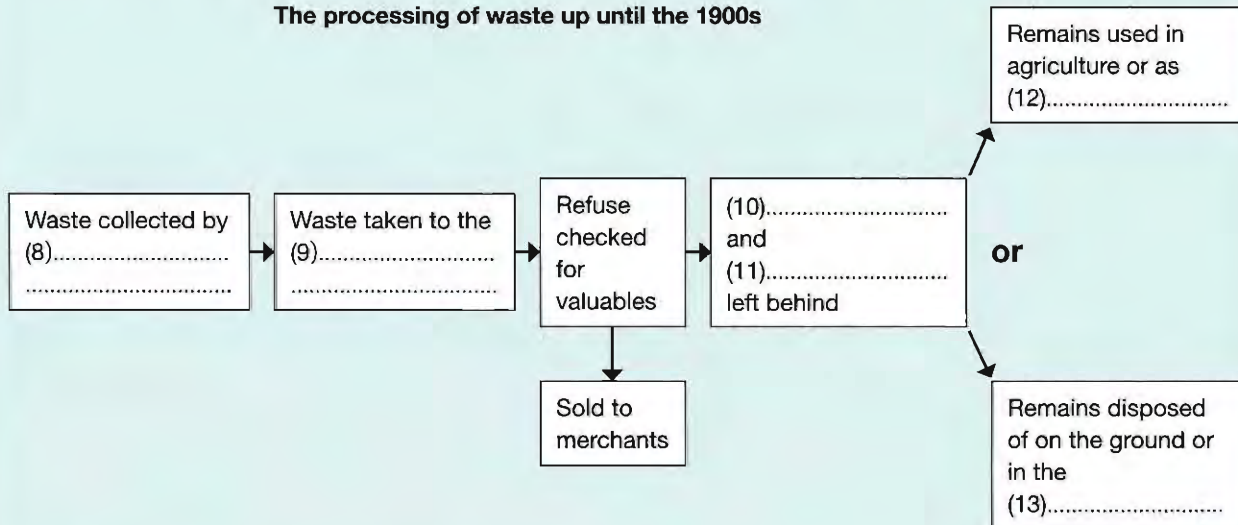 The processing of waste up until the 1900s
Waste collected by
(8)..............................
...................................
Waste taken to the
(9)..............................
...................................
Refuse
checked
for
valuables
Sold to
merchants
(10)...............................
and
(11)...............................
left behind
or
Remains used in
agriculture or as
(12)...............................
Remains disposed
of on the ground or
in the
(13)..............................